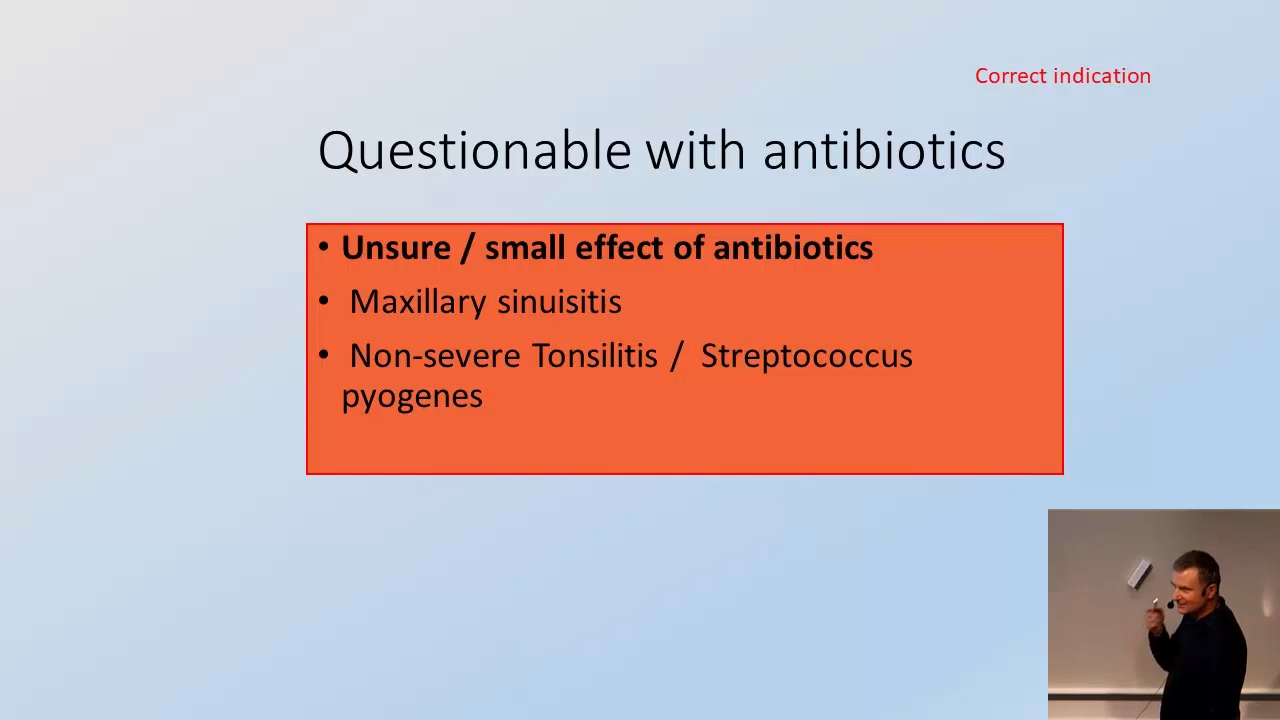 Correct indication
Questionable with antibiotics
• Unsure / small effect of antibiotics
• Maxillary sinuisitis
• Non-severe Tonsilitis / Streptococcus
pyogenes